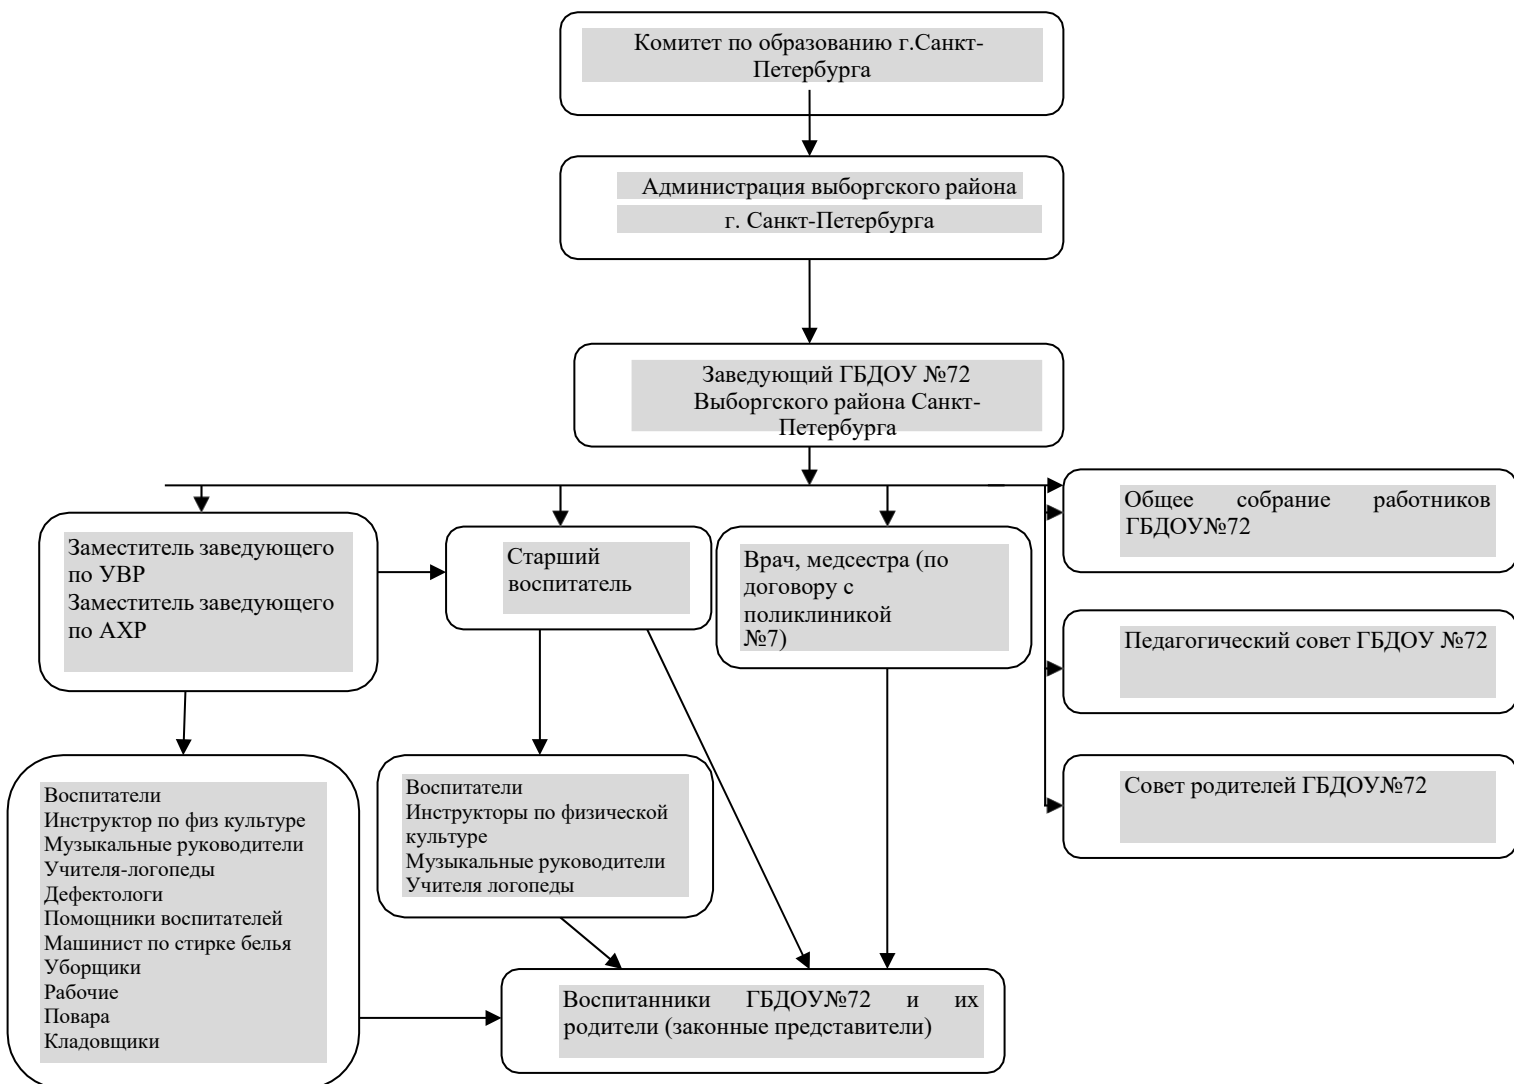 Комитет по образованию г.Санкт-
Петербурга
Администрация выборгского района
г. Санкт-Петербурга
Заведующий ГБДОУ №72
Выборгского района Санкт-
Петербурга
Заместитель заведующего
по УВР
Заместитель заведующего
по АХР
Старший
воспитатель
Врач, медсестра (по
договору с
поликлиникой
№7)
Общее собрание работников
ГБДОУ№72
Педагогический совет ГБДОУ №72
Совет родителей ГБДОУ№72
Воспитатели
Инструктор по физ культуре
Музыкальные руководители
Учителя-логопеды
Дефектологи
Помощники воспитателей
Машинист по стирке белья
Уборщики
Рабочие
Повара
Кладовщики
Воспитатели
Инструкторы по физической
культуре
Музыкальные руководители
Учителя логопеды
Воспитанники ГБДОУ№72 и их
родители (законные представители)